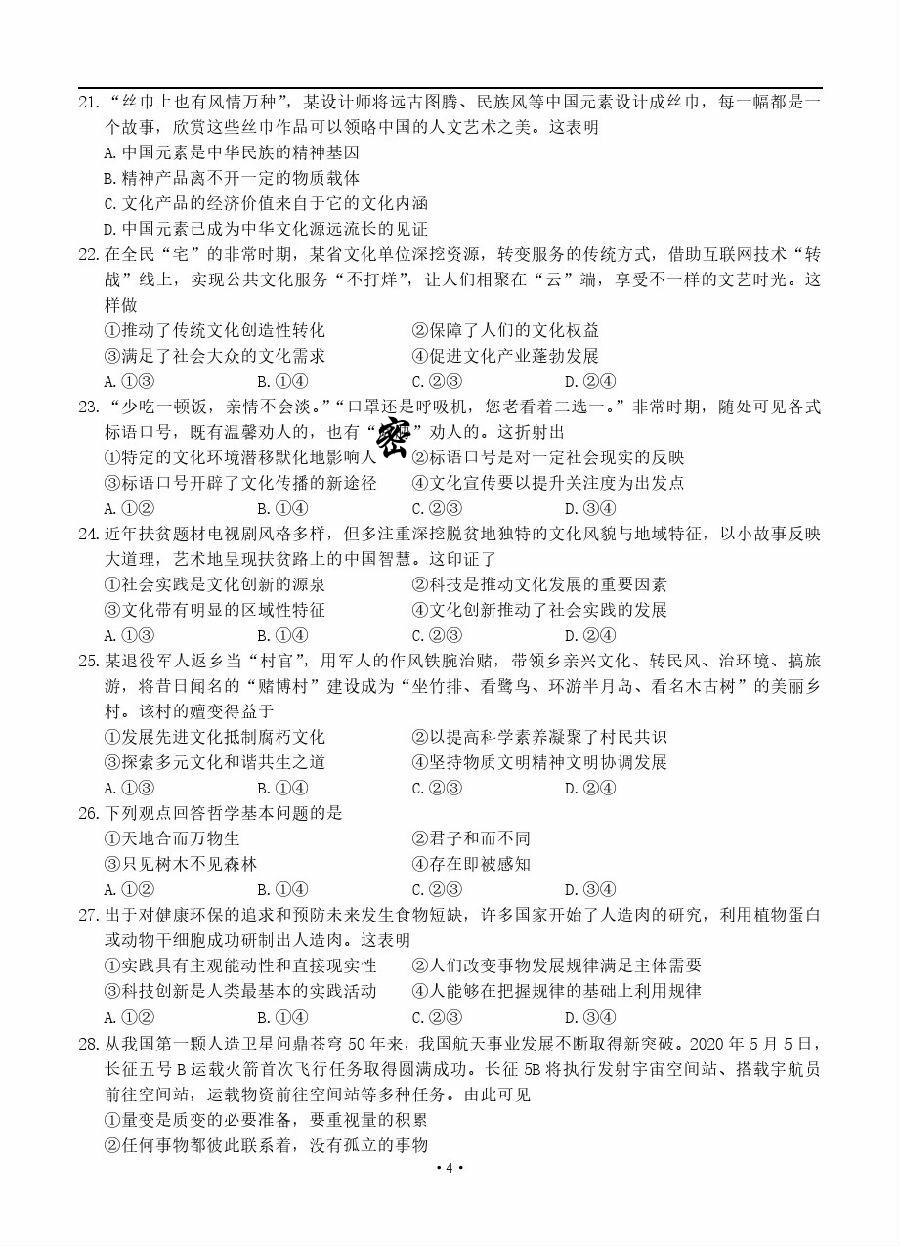 21. “丝巾上也有风情万种”，某设计师将远古图腾、民族风等中国元素设计成丝巾，每一幅都是一
个故事，欣赏这些丝巾作品可以领略中国的人文艺术之美。这表明
A. 中国元素是中华民族的精神基因
B. 精神产品离不开一定的物质载体
C. 文化产品的经济价值来自于它的文化内涵
D. 中国元素已成为中华文化源远流长的见证
22. 在全民“宅”的非常时期，某省文化单位深挖资源，转变服务的传统方式，借助互联网技术“转
战”线上，实现公共文化服务“不打烊”，让人们相聚在“云”端，享受不一样的文艺时光。这
样做
①推动了传统文化创造性转化 ②保障了人们的文化权益
③满足了社会大众的文化需求 ④促进文化产业蓬勃发展
A. ①③ B. ①④ C. ②③ D. ②④
23. “少吃一顿饭，亲情不会淡。”“口罩还是呼吸机，您老看着二选一。”非常时期，随处可见各式
标语口号，既有温馨劝人的，也有“密”劝人的。这折射出
①特定的文化环境潜移默化地影响人 ②标语口号是对一定社会现实的反映
③标语口号开辟了文化传播的新途径 ④文化宣传要以提升关注度为出发点
A. ①② B. ①④ C. ②③ D. ③④
24. 近年扶贫题材电视剧风格多样，但多注重深挖脱贫地独特的文化风貌与地域特征，以小故事反映
大道理，艺术地呈现扶贫路上的中国智慧。这印证了
①社会实践是文化创新的源泉 ②科技是推动文化发展的重要因素
③文化带有明显的区域性特征 ④文化创新推动了社会实践的发展
A. ①③ B. ①④ C. ②③ D. ②④
25. 某退役军人返乡当“村官”，用军人的作风铁腕治赌，带领乡亲兴文化、转民风、治环境、搞旅
游，将昔日闻名的“赌博村”建设成为“坐竹排、看鹭鸟、环游半月岛、看名木古树”的美丽乡
村。该村的嬗变得益于
①发展先进文化抵制腐朽文化 ②以提高科学素养凝聚了村民共识
③探索多元文化和谐共生之道 ④坚持物质文明精神文明协调发展
A. ①③ B. ①④ C. ②③ D. ②④
26. 下列观点回答哲学基本问题的是
①天地合而万物生 ②君子和而不同
③只见树木不见森林 ④存在即被感知
A. ①② B. ①④ C. ②③ D. ③④
27. 出于对健康环保的追求和预防未来发生食物短缺，许多国家开始了人造肉的研究，利用植物蛋白
或动物干细胞成功研制出人造肉。这表明
①实践具有主观能动性和直接现实性 ②人们改变事物发展规律满足主体需要
③科技创新是人类最基本的实践活动 ④人能够在把握规律的基础上利用规律
A. ①② B. ①④ C. ②③ D. ③④
28. 从我国第一颗人造卫星问鼎苍穹 50 年来，我国航天事业发展不断取得新突破。2020 年 5 月 5 日，
长征五号 B 运载火箭首次飞行任务取得圆满成功。长征 5B 将执行发射宇宙空间站、搭载宇航员
前往空间站，运载物资前往空间站等多种任务。由此可见
①量变是质变的必要准备，要重视量的积累
②任何事物都彼此联系着，没有孤立的事物
• 4 •